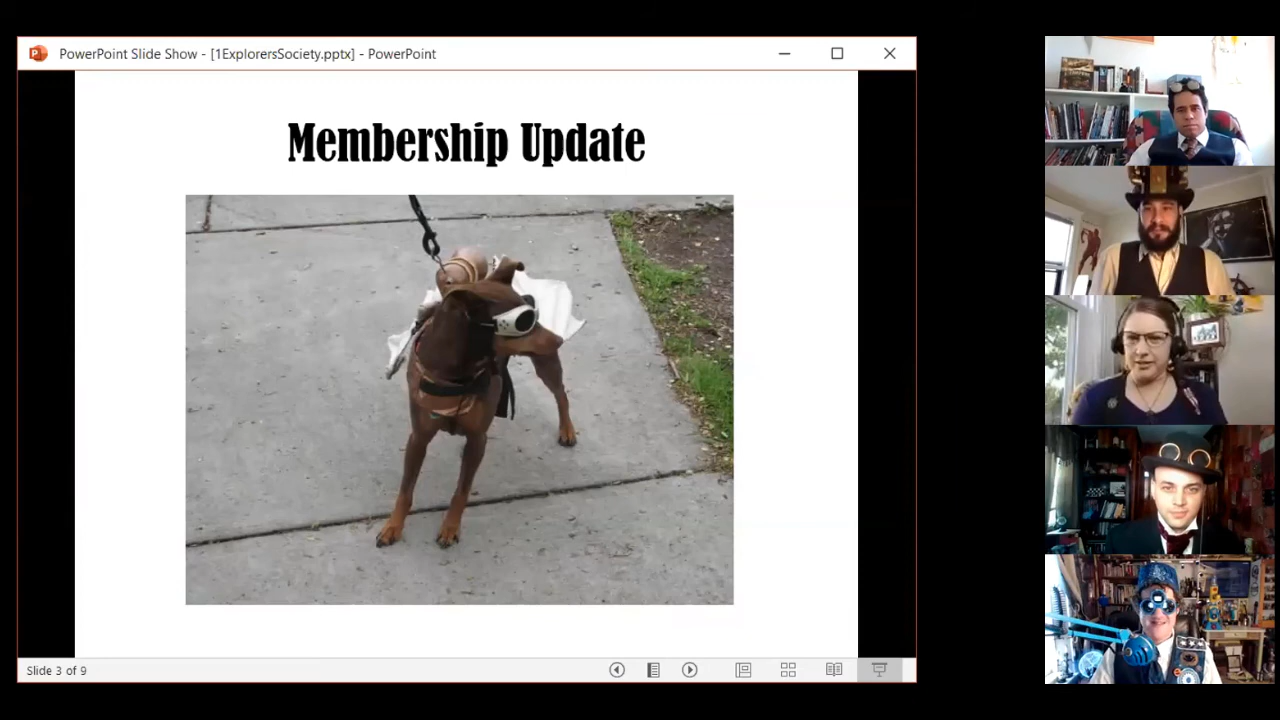 PowerPoint Slide Show - [1ExplorersSociety.pptx] - PowerPoint
Membership Update
Slide 3 of 9